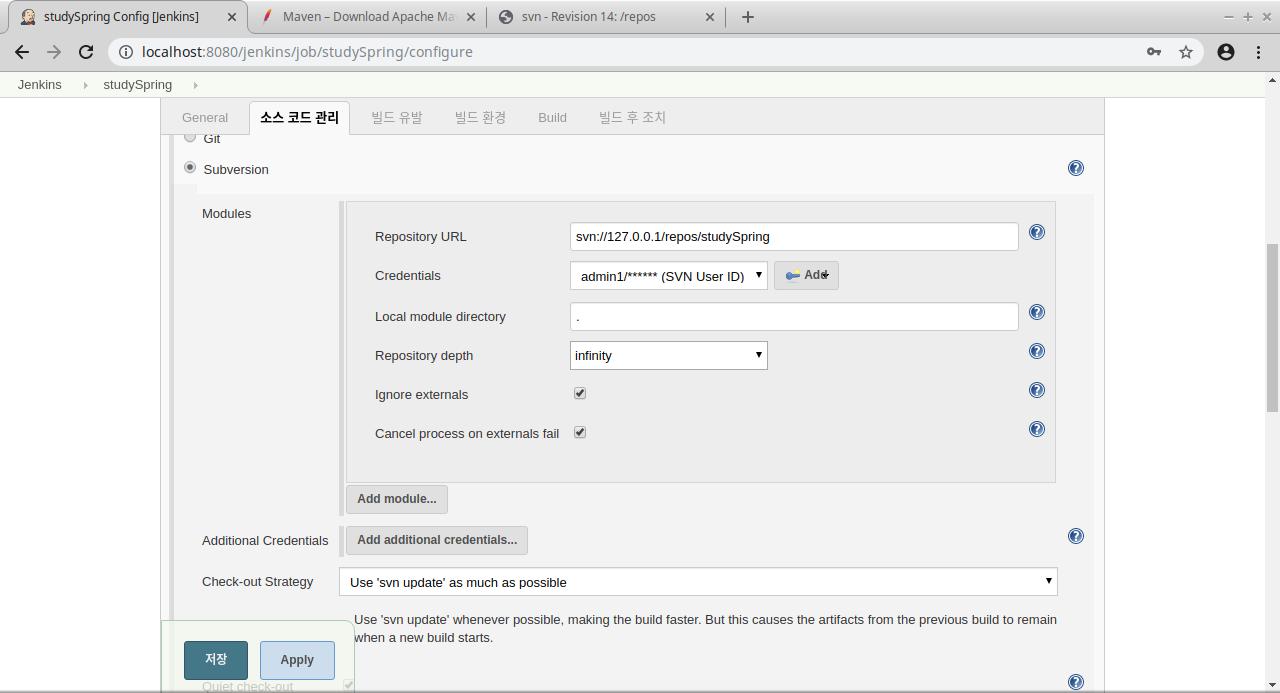 studySpring Config [Jenkins]
Maven – Download Apache Ma
svn - Revision 14: /repos
localhost:8080/jenkins/job/studySpring/configure
Jenkins
studySpring
General
소스 코드 관리
빌드 유발
빌드 환경
Build
빌드 후 조치
Git
Subversion
Modules
Repository URL
svn://127.0.0.1/repos/studySpring
Credentials
admin1/****** (SVN User ID)
Add
Local module directory
.
Repository depth
infinity
Ignore externals
Cancel process on externals fail
Add module...
Additional Credentials
Add additional credentials...
Check-out Strategy
Use 'svn update' as much as possible
Use 'svn update' whenever possible, making the build faster. But this causes the artifacts from the previous build to remain
when a new build starts.
저장
Apply
Quiet check-out